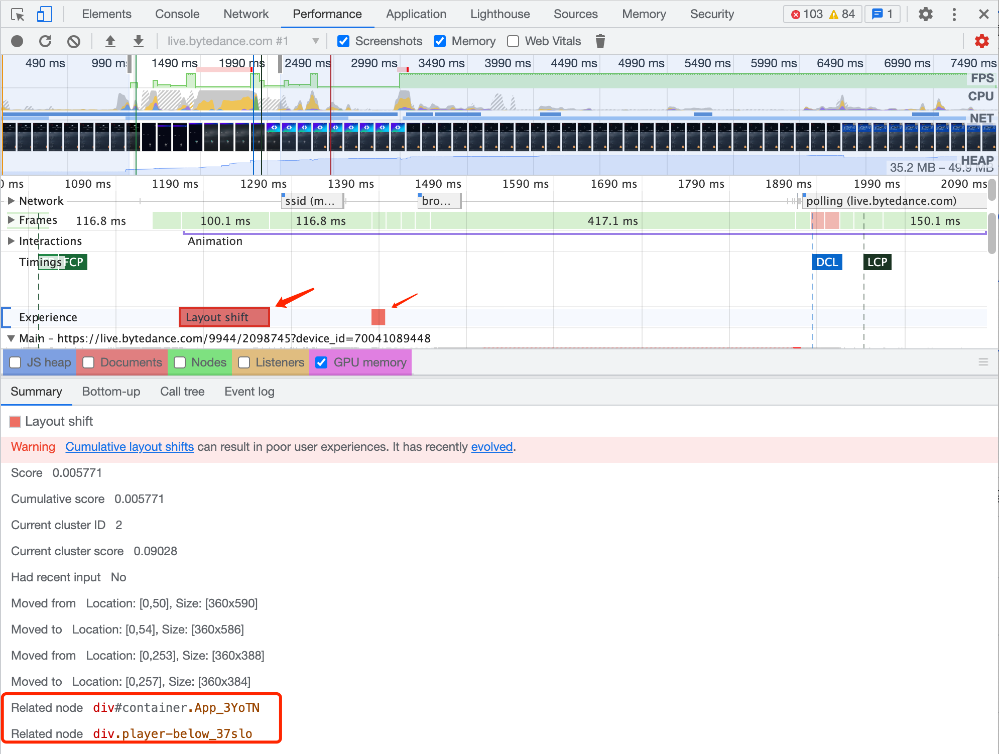 Elements Console Network Performance Application Lighthouse Sources Memory Security 103 84 1
live.bytedance.com #1 Screenshots Memory Web Vitals
490 ms 990 m 1490 ms 1990 ms 2490 ms 2990 ms 3490 ms 3990 ms 4490 ms 4990 ms 5490 ms 5990 ms 6490 ms 6990 ms 7490 ms
FPS
CPU
NET
HEAP
35.2 MB – 49.9 MB
0 ms 1090 ms 1190 ms 1290 ms 1390 ms 1490 ms 1590 ms 1690 ms 1790 ms 1890 ms 1990 ms 2090 ms
Network ssid (m... bro... polling (live.bytedance.com)
Frames 116.8 ms 100.1 ms 116.8 ms 417.1 ms 150.1 ms
Interactions Animation
Timings FCP DCL LCP
Experience Layout shift
Main – https://live.bytedance.com/9944/2098745?device_id=70041089448
JS heap Documents Nodes Listeners GPU memory
Summary Bottom-up Call tree Event log
Layout shift
Warning Cumulative layout shifts can result in poor user experiences. It has recently evolved.
Score 0.005771
Cumulative score 0.005771
Current cluster ID 2
Current cluster score 0.09028
Had recent input No
Moved from Location: [0,50], Size: [360x590]
Moved to Location: [0,54], Size: [360x586]
Moved from Location: [0,253], Size: [360x388]
Moved to Location: [0,257], Size: [360x384]
Related node div#container.App_3YoTN
Related node div.player-below_37slo